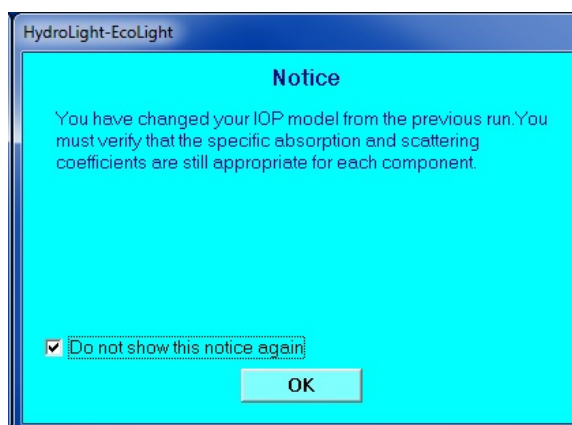 HydroLight-EcoLight
Notice
You have changed your IOP model from the previous run.You
must verify that the specific absorption and scattering
coefficients are still appropriate for each component.
Do not show this notice again
OK